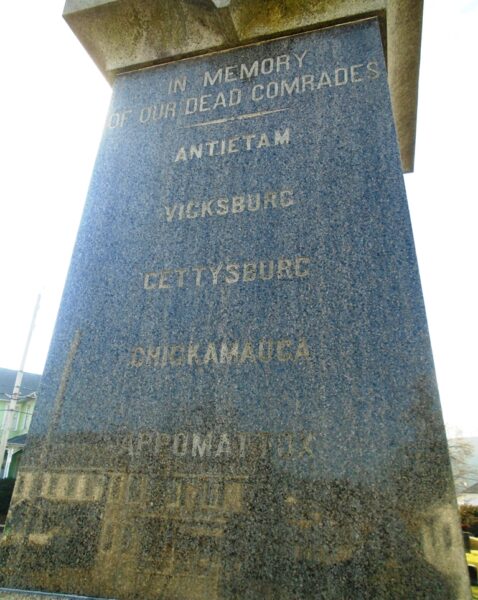 IN MEMORY
OF OUR DEAD COMRADES
ANTIETAM
VICKSBURG
GETTYSBURG
CHICKAMAUGA
APPOMATTOX